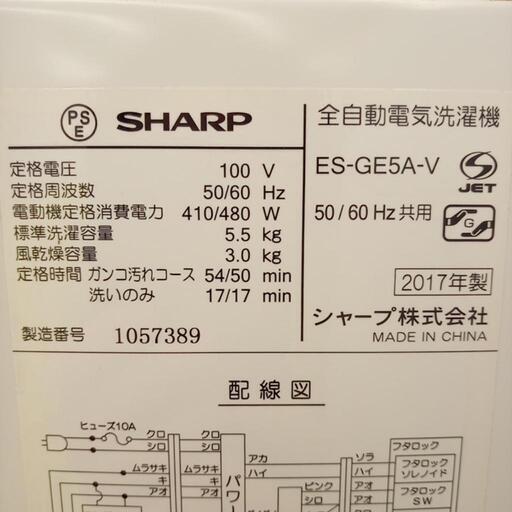 PS
E
SHARP
全自動電気洗濯機
ES-GE5A-V
S
JET
定格電圧 100 V
定格周波数 50/60 Hz
電動機定格消費電力 410/480 W
標準洗濯容量 5.5 kg
風乾燥容量 3.0 kg
定格時間 ガンコ汚れコース 54/50 min
洗いのみ 17/17 min
製造番号 1057389
50/60 Hz共用
G
2017年製
シャープ株式会社
MADE IN CHINA
配線図
ヒューズ10A
クロ
シロ
ムラサキ
キ
アオ
クロ
シロ
ムラサキ
キ
アオ
パワー
アカ
ハイ
ピンク
シロ
アオ
ソラ
ハイ
アオ
フタロック
フタロック
ソレノイド
フタロック
SW